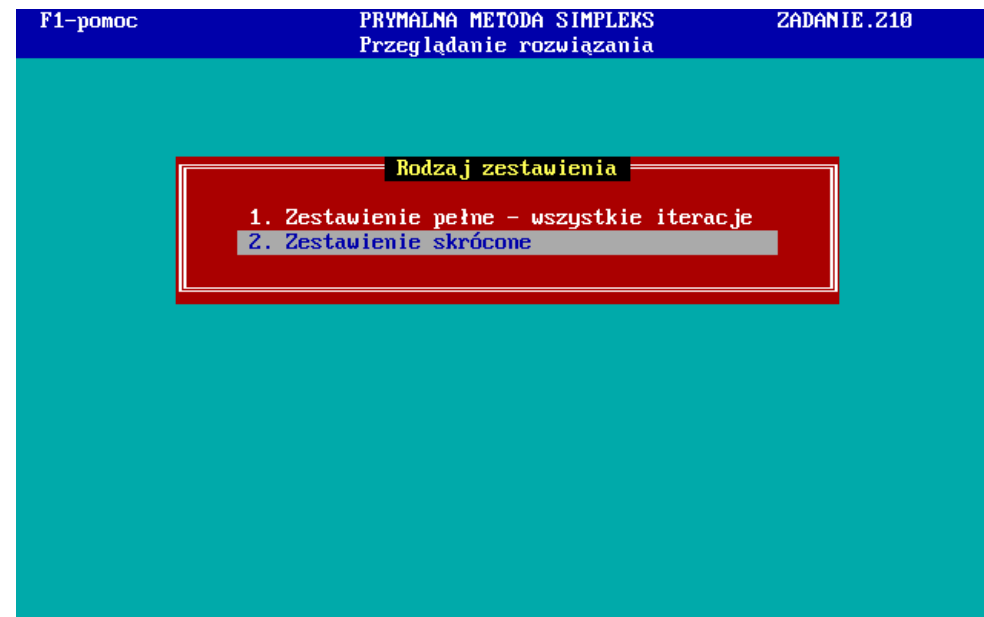 F1-pomoc PRYMALNA METODA SIMPLEKS ZADANIE.Z10
Przeglądanie rozwiązania
Rodzaj zestawienia
1. Zestawienie pełne – wszystkie iteracje
2. Zestawienie skrócone